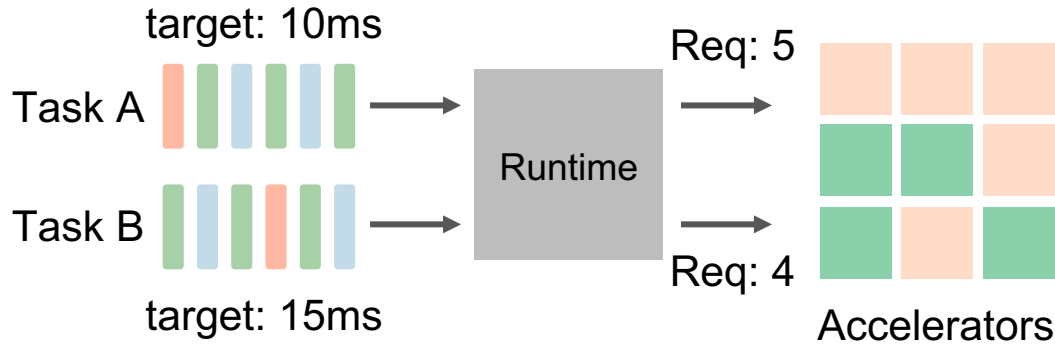 target: 10ms
Task A
Task B
target: 15ms
Runtime
Req: 5
Req: 4
Accelerators